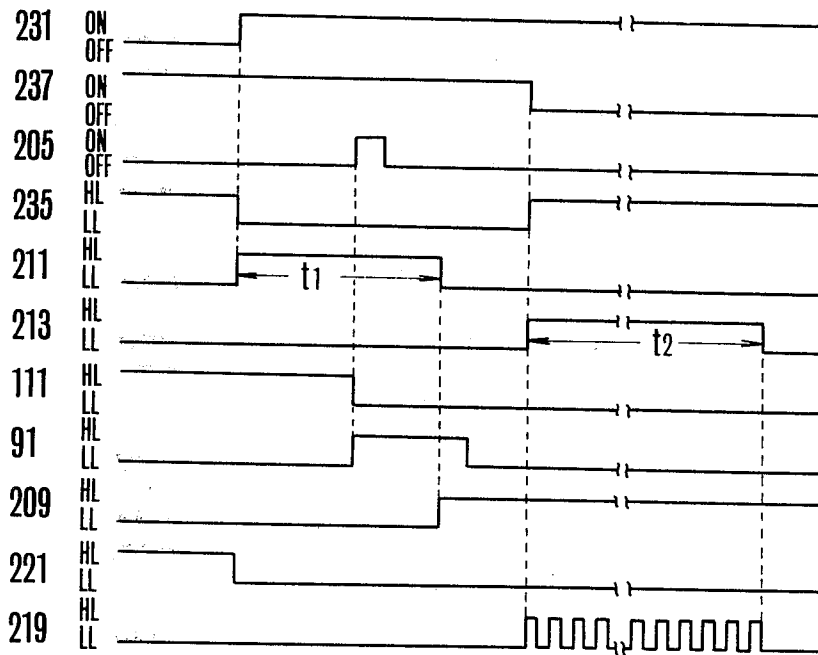 231 ON
OFF
237 ON
OFF
205 ON
OFF
235 HL
LL
211 HL
LL
t1
213 HL
LL
t2
111 HL
LL
91 HL
LL
209 HL
LL
221 HL
LL
219 HL
LL